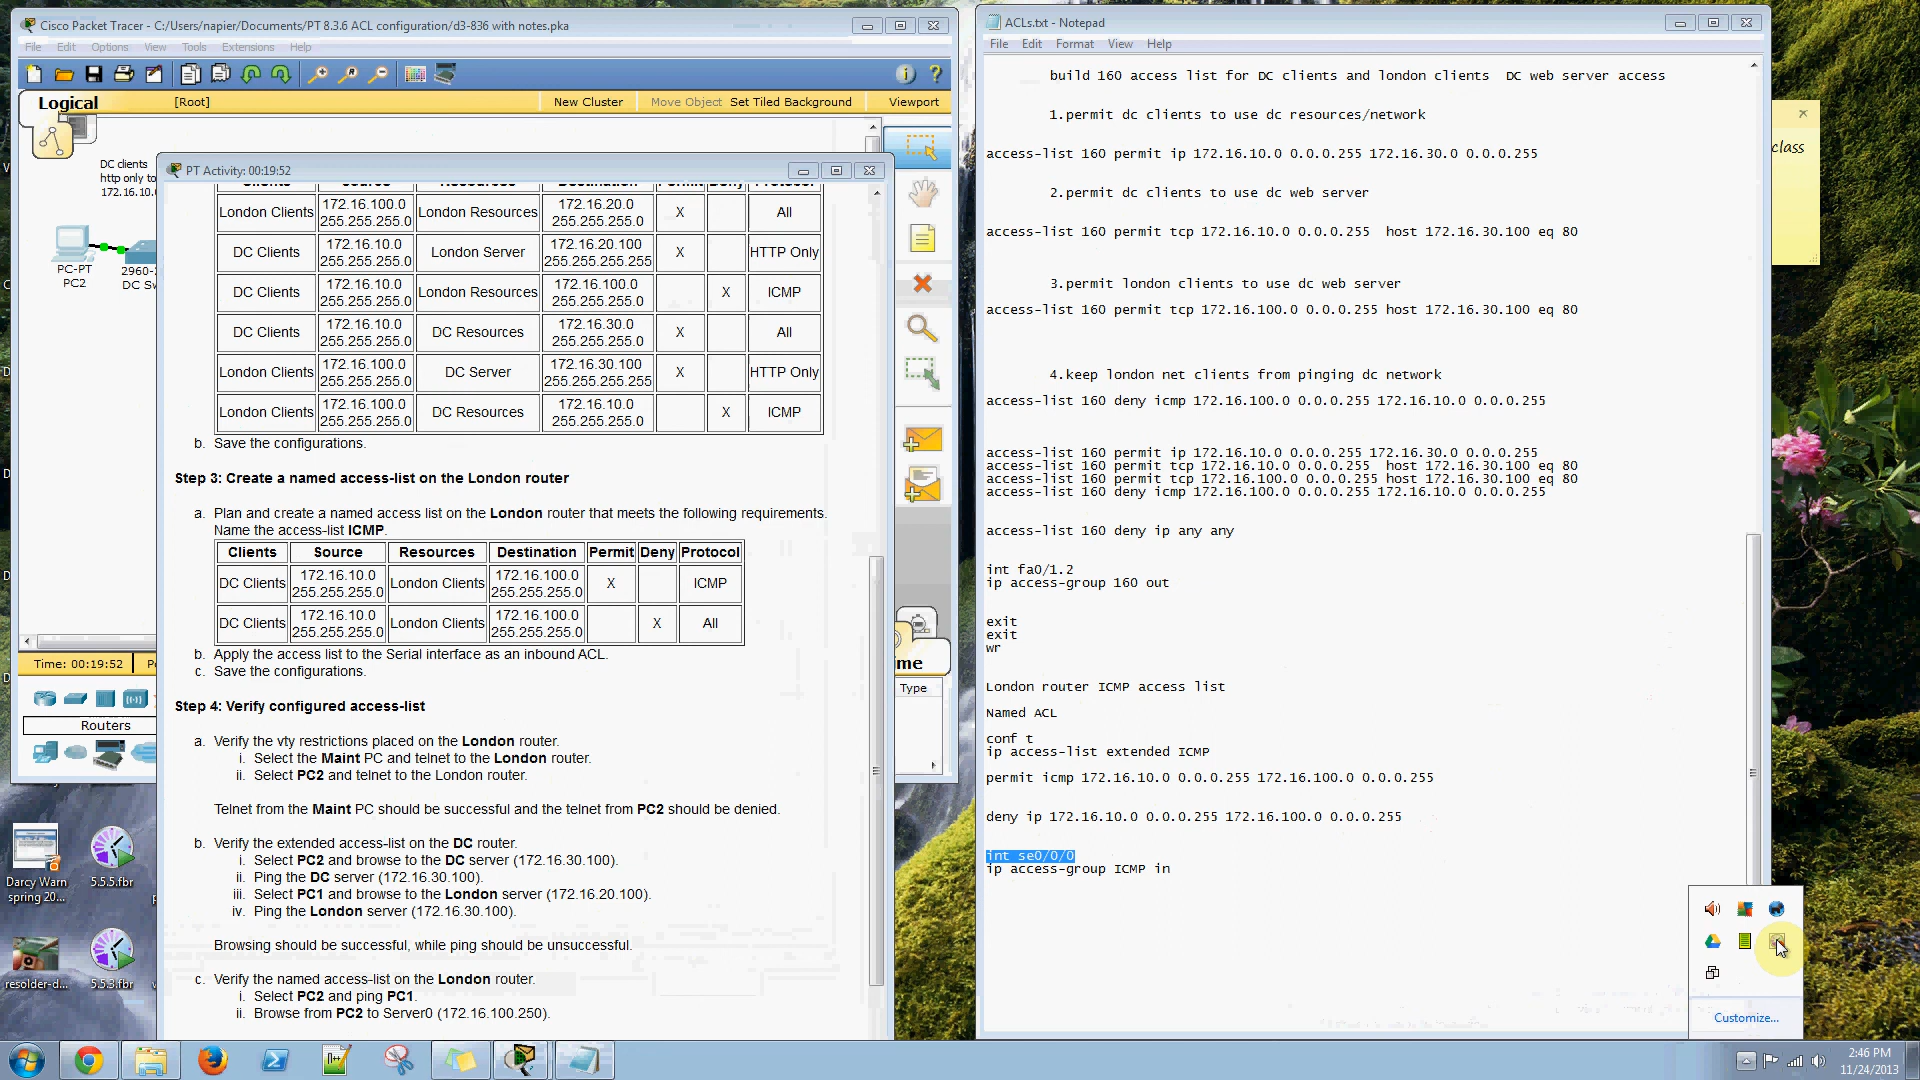 Cisco Packet Tracer - C:/Users/napier/Documents/PT 8.3.6 ACL configuration/d3-836 with notes.pka
File Edit Options View Tools Extensions Help
Logical [Root] New Cluster Move Object Set Tiled Background Viewport
DC clients
http only to
172.16.10.
PC-PT
PC2
2960-
DC Sw
PT Activity: 00:19:52
Clients Source Resources Destination Permit Deny Protocol
London Clients 172.16.100.0 255.255.255.0 London Resources 172.16.20.0 255.255.255.0 X All
DC Clients 172.16.10.0 255.255.255.0 London Server 172.16.20.100 255.255.255.255 X HTTP Only
DC Clients 172.16.10.0 255.255.255.0 London Resources 172.16.100.0 255.255.255.0 X ICMP
DC Clients 172.16.10.0 255.255.255.0 DC Resources 172.16.30.0 255.255.255.0 X All
London Clients 172.16.100.0 255.255.255.0 DC Server 172.16.30.100 255.255.255.255 X HTTP Only
London Clients 172.16.100.0 255.255.255.0 DC Resources 172.16.10.0 255.255.255.0 X ICMP
b. Save the configurations.
Step 3: Create a named access-list on the London router
a. Plan and create a named access list on the London router that meets the following requirements.
Name the access-list ICMP.
Clients Source Resources Destination Permit Deny Protocol
DC Clients 172.16.10.0 255.255.255.0 London Clients 172.16.100.0 255.255.255.0 X ICMP
DC Clients 172.16.10.0 255.255.255.0 London Clients 172.16.100.0 255.255.255.0 X All
b. Apply the access list to the Serial interface as an inbound ACL.
c. Save the configurations.
Step 4: Verify configured access-list
a. Verify the vty restrictions placed on the London router.
i. Select the Maint PC and telnet to the London router.
ii. Select PC2 and telnet to the London router.
Telnet from the Maint PC should be successful and the telnet from PC2 should be denied.
b. Verify the extended access-list on the DC router.
i. Select PC2 and browse to the DC server (172.16.30.100).
ii. Ping the DC server (172.16.30.100).
iii. Select PC1 and browse to the London server (172.16.20.100).
iv. Ping the London server (172.16.30.100).
Browsing should be successful, while ping should be unsuccessful.
c. Verify the named access-list on the London router.
i. Select PC2 and ping PC1.
ii. Browse from PC2 to Server0 (172.16.100.250).
Time: 00:19:52
Routers
me
Type
Darcy Warn
spring 20...
5.5.5.fbr
resolder-d...
5.5.3.fbr
ACLs.txt - Notepad
File Edit Format View Help
build 160 access list for DC clients and london clients DC web server access
1.permit dc clients to use dc resources/network
access-list 160 permit ip 172.16.10.0 0.0.0.255 172.16.30.0 0.0.0.255
2.permit dc clients to use dc web server
access-list 160 permit tcp 172.16.10.0 0.0.0.255 host 172.16.30.100 eq 80
3.permit london clients to use dc web server
access-list 160 permit tcp 172.16.100.0 0.0.0.255 host 172.16.30.100 eq 80
4.keep london net clients from pinging dc network
access-list 160 deny icmp 172.16.100.0 0.0.0.255 172.16.10.0 0.0.0.255
access-list 160 permit ip 172.16.10.0 0.0.0.255 172.16.30.0 0.0.0.255
access-list 160 permit tcp 172.16.10.0 0.0.0.255 host 172.16.30.100 eq 80
access-list 160 permit tcp 172.16.100.0 0.0.0.255 host 172.16.30.100 eq 80
access-list 160 deny icmp 172.16.100.0 0.0.0.255 172.16.10.0 0.0.0.255
access-list 160 deny ip any any
int fa0/1.2
ip access-group 160 out
exit
exit
wr
London router ICMP access list
Named ACL
conf t
ip access-list extended ICMP
permit icmp 172.16.10.0 0.0.0.255 172.16.100.0 0.0.0.255
deny ip 172.16.10.0 0.0.0.255 172.16.100.0 0.0.0.255
int se0/0/0
ip access-group ICMP in
class
Customize...
2:46 PM
11/24/2013